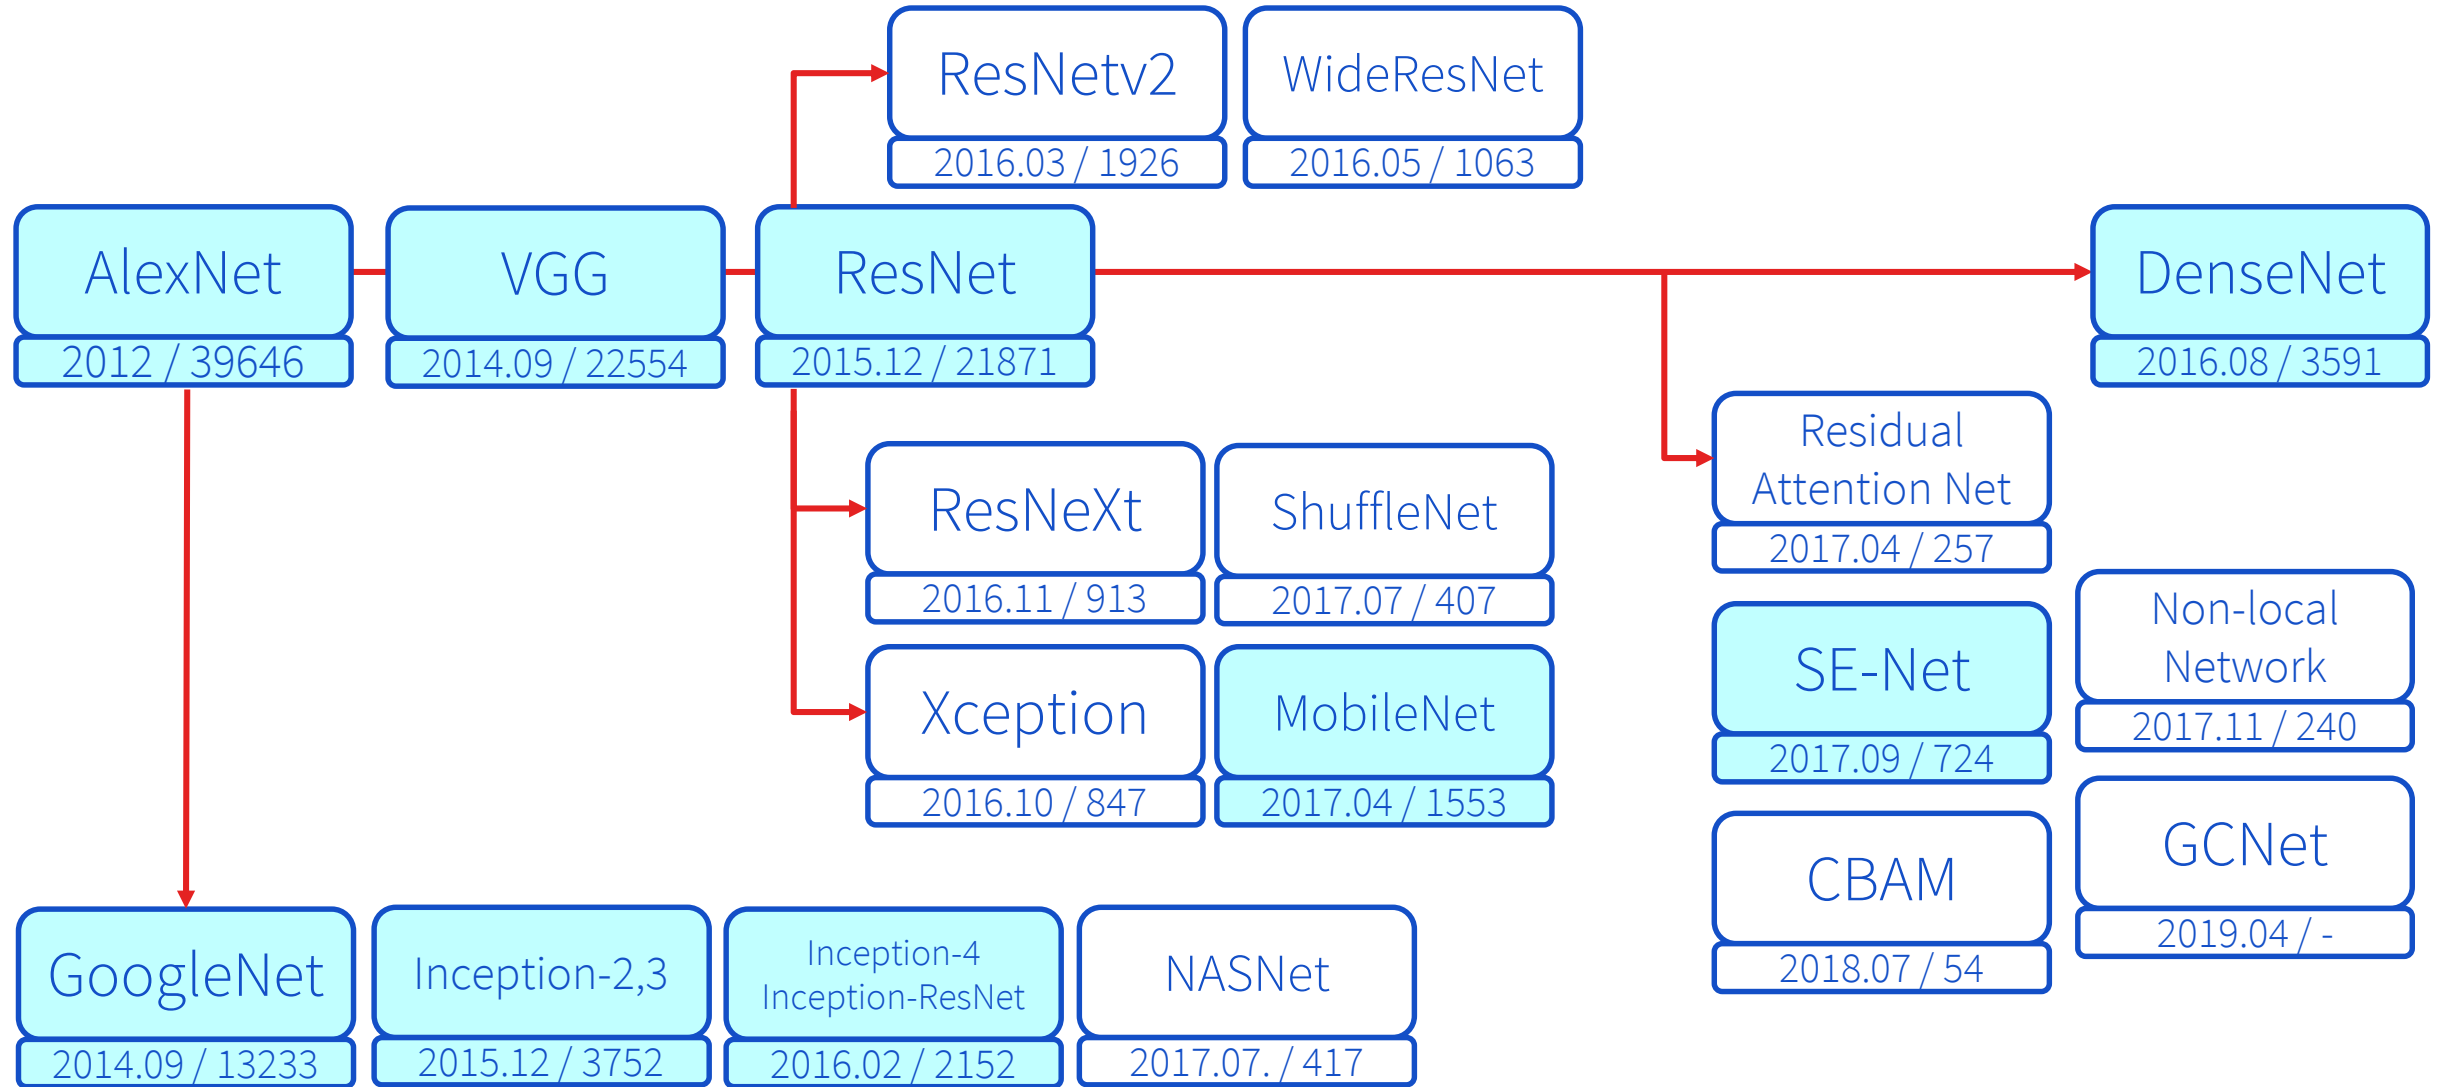 ResNetv2
2016.03 / 1926
WideResNet
2016.05 / 1063
AlexNet
2012 / 39646
VGG
2014.09 / 22554
ResNet
2015.12 / 21871
DenseNet
2016.08 / 3591
ResNeXt
2016.11 / 913
ShuffleNet
2017.07 / 407
Xception
2016.10 / 847
MobileNet
2017.04 / 1553
Residual
Attention Net
2017.04 / 257
SE-Net
2017.09 / 724
Non-local
Network
2017.11 / 240
CBAM
2018.07 / 54
GCNet
2019.04 / -
GoogleNet
2014.09 / 13233
Inception-2,3
2015.12 / 3752
Inception-4
Inception-ResNet
2016.02 / 2152
NASNet
2017.07. / 417